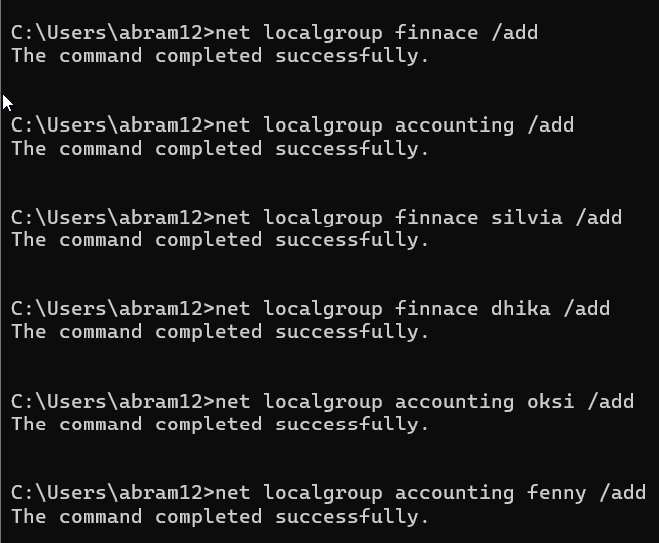 C:\Users\abram12>net localgroup finnace /add
The command completed successfully.
C:\Users\abram12>net localgroup accounting /add
The command completed successfully.
C:\Users\abram12>net localgroup finnace silvia /add
The command completed successfully.
C:\Users\abram12>net localgroup finnace dhika /add
The command completed successfully.
C:\Users\abram12>net localgroup accounting oksi /add
The command completed successfully.
C:\Users\abram12>net localgroup accounting fenny /add
The command completed successfully.